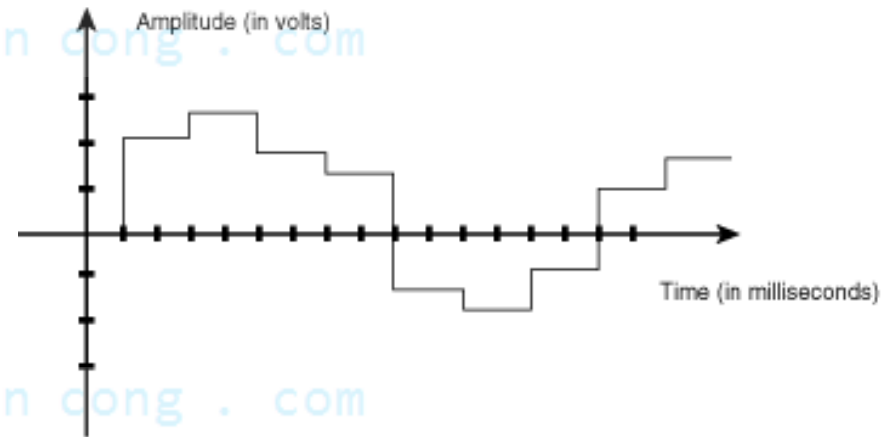 Amplitude (in volts)
n cong . com
Time (in milliseconds)
n cong . com